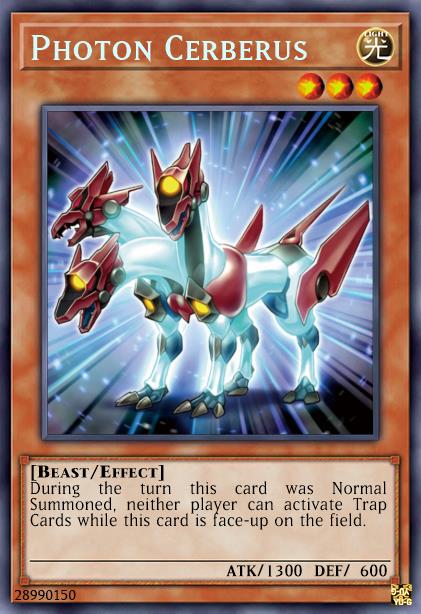 PHOTON CERBERUS
LIGHT
光
[BEAST/EFFECT]
During the turn this card was Normal
Summoned, neither player can activate Trap
Cards while this card is face-up on the field.
ATK/1300 DEF/ 600
28990150